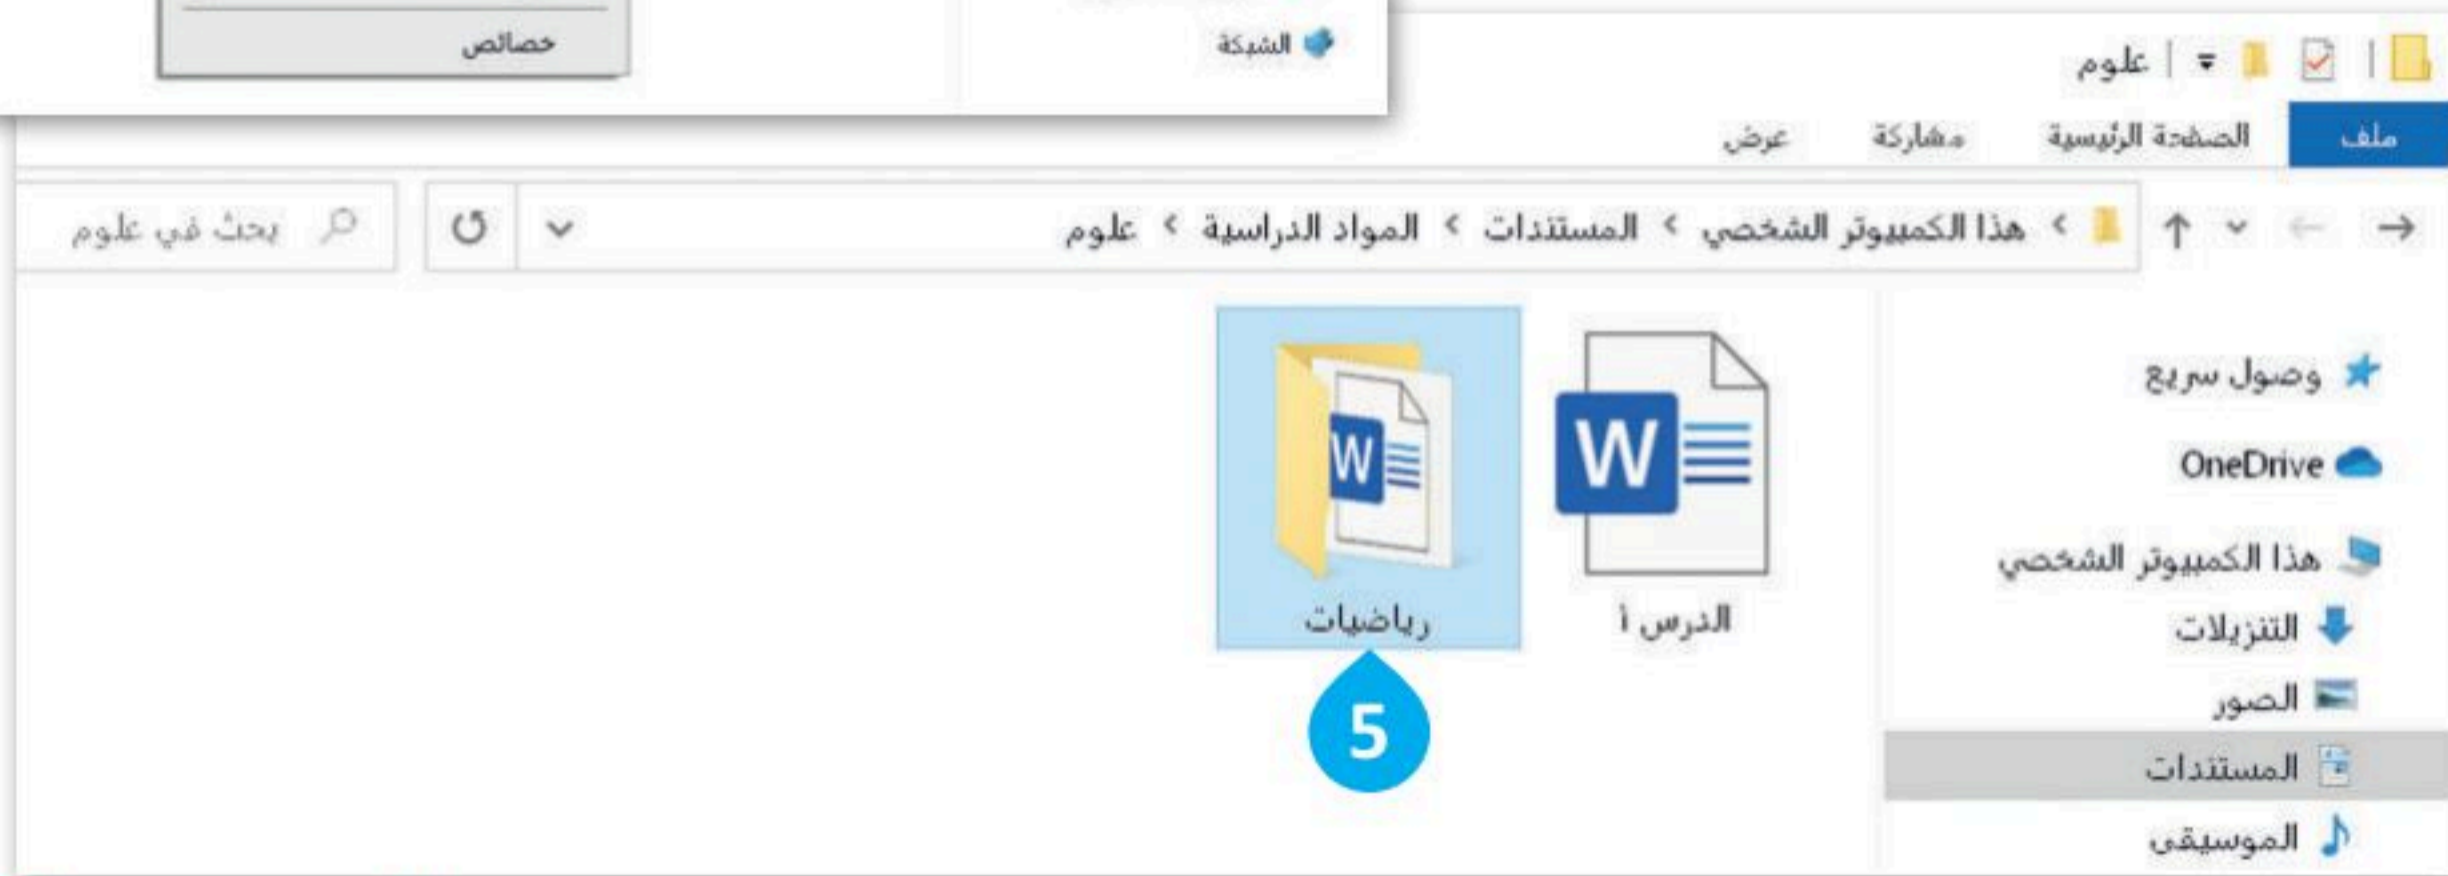 خصائص
الشبكة
علوم
ملف الصفحة الرئيسية مشاركة عرض
هذا الكمبيوتر الشخصي › المستندات › المواد الدراسية › علوم
بحث في علوم
وصول سريع
OneDrive
هذا الكمبيوتر الشخصي
التنزيلات
الصور
المستندات
الموسيقى
W
الدرس أ
W
رياضيات
5